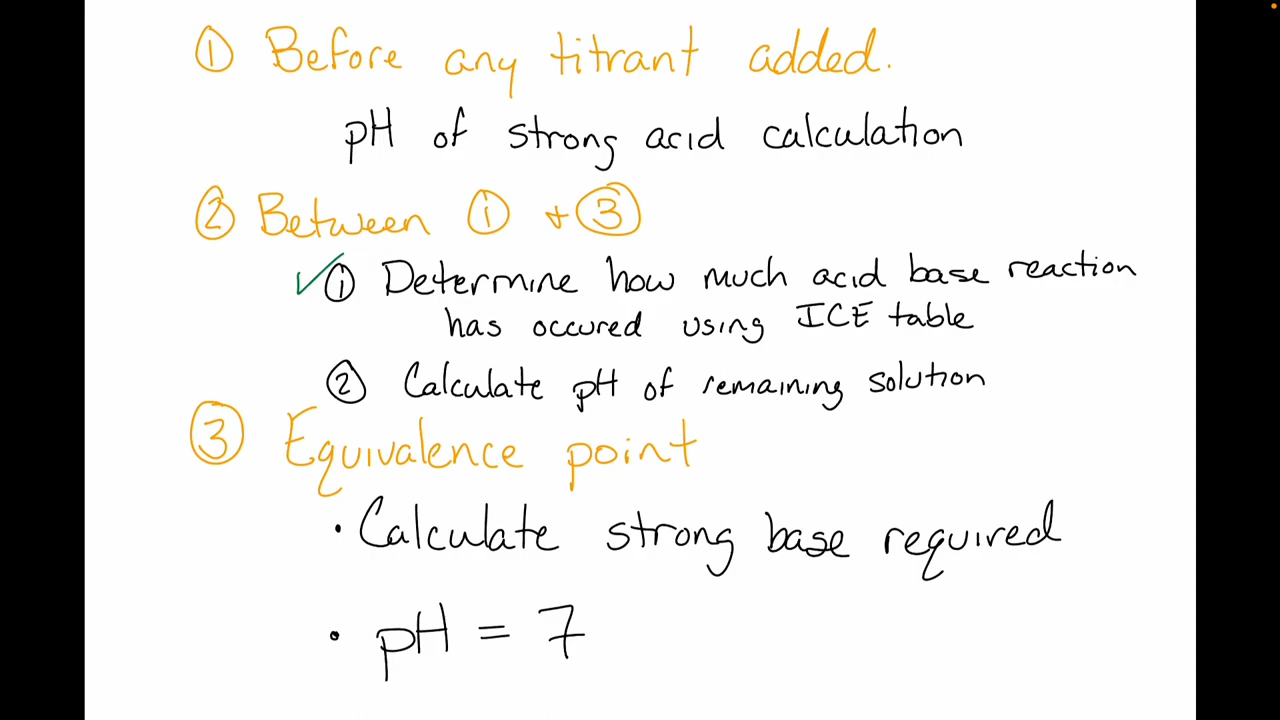 ① Before any titrant added.
pH of strong acid calculation
② Between ① + ③
✓① Determine how much acid base reaction
has occured using ICE table
② Calculate pH of remaining solution
③ Equivalence point
• Calculate strong base required
• pH = 7